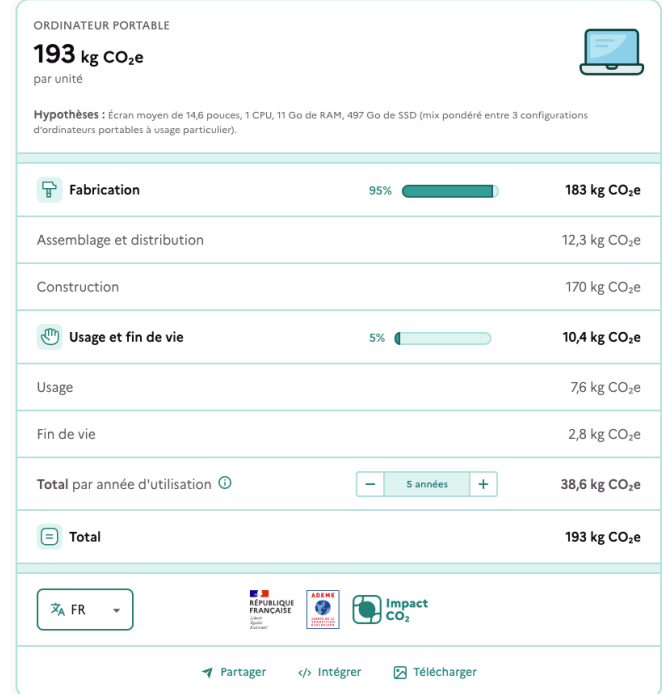 ORDINATEUR PORTABLE
193 kg CO₂e
par unité
Hypothèses : Écran moyen de 14,6 pouces, 1 CPU, 11 Go de RAM, 497 Go de SSD (mix pondéré entre 3 configurations
d'ordinateurs portables à usage particulier).
Fabrication 95% 183 kg CO₂e
Assemblage et distribution 12,3 kg CO₂e
Construction 170 kg CO₂e
Usage et fin de vie 5% 10,4 kg CO₂e
Usage 7,6 kg CO₂e
Fin de vie 2,8 kg CO₂e
Total par année d'utilisation − 5 années + 38,6 kg CO₂e
Total 193 kg CO₂e
FR
RÉPUBLIQUE
FRANÇAISE
Liberté
Égalité
Fraternité
ADEME
Impact
CO₂
Partager
Intégrer
Télécharger